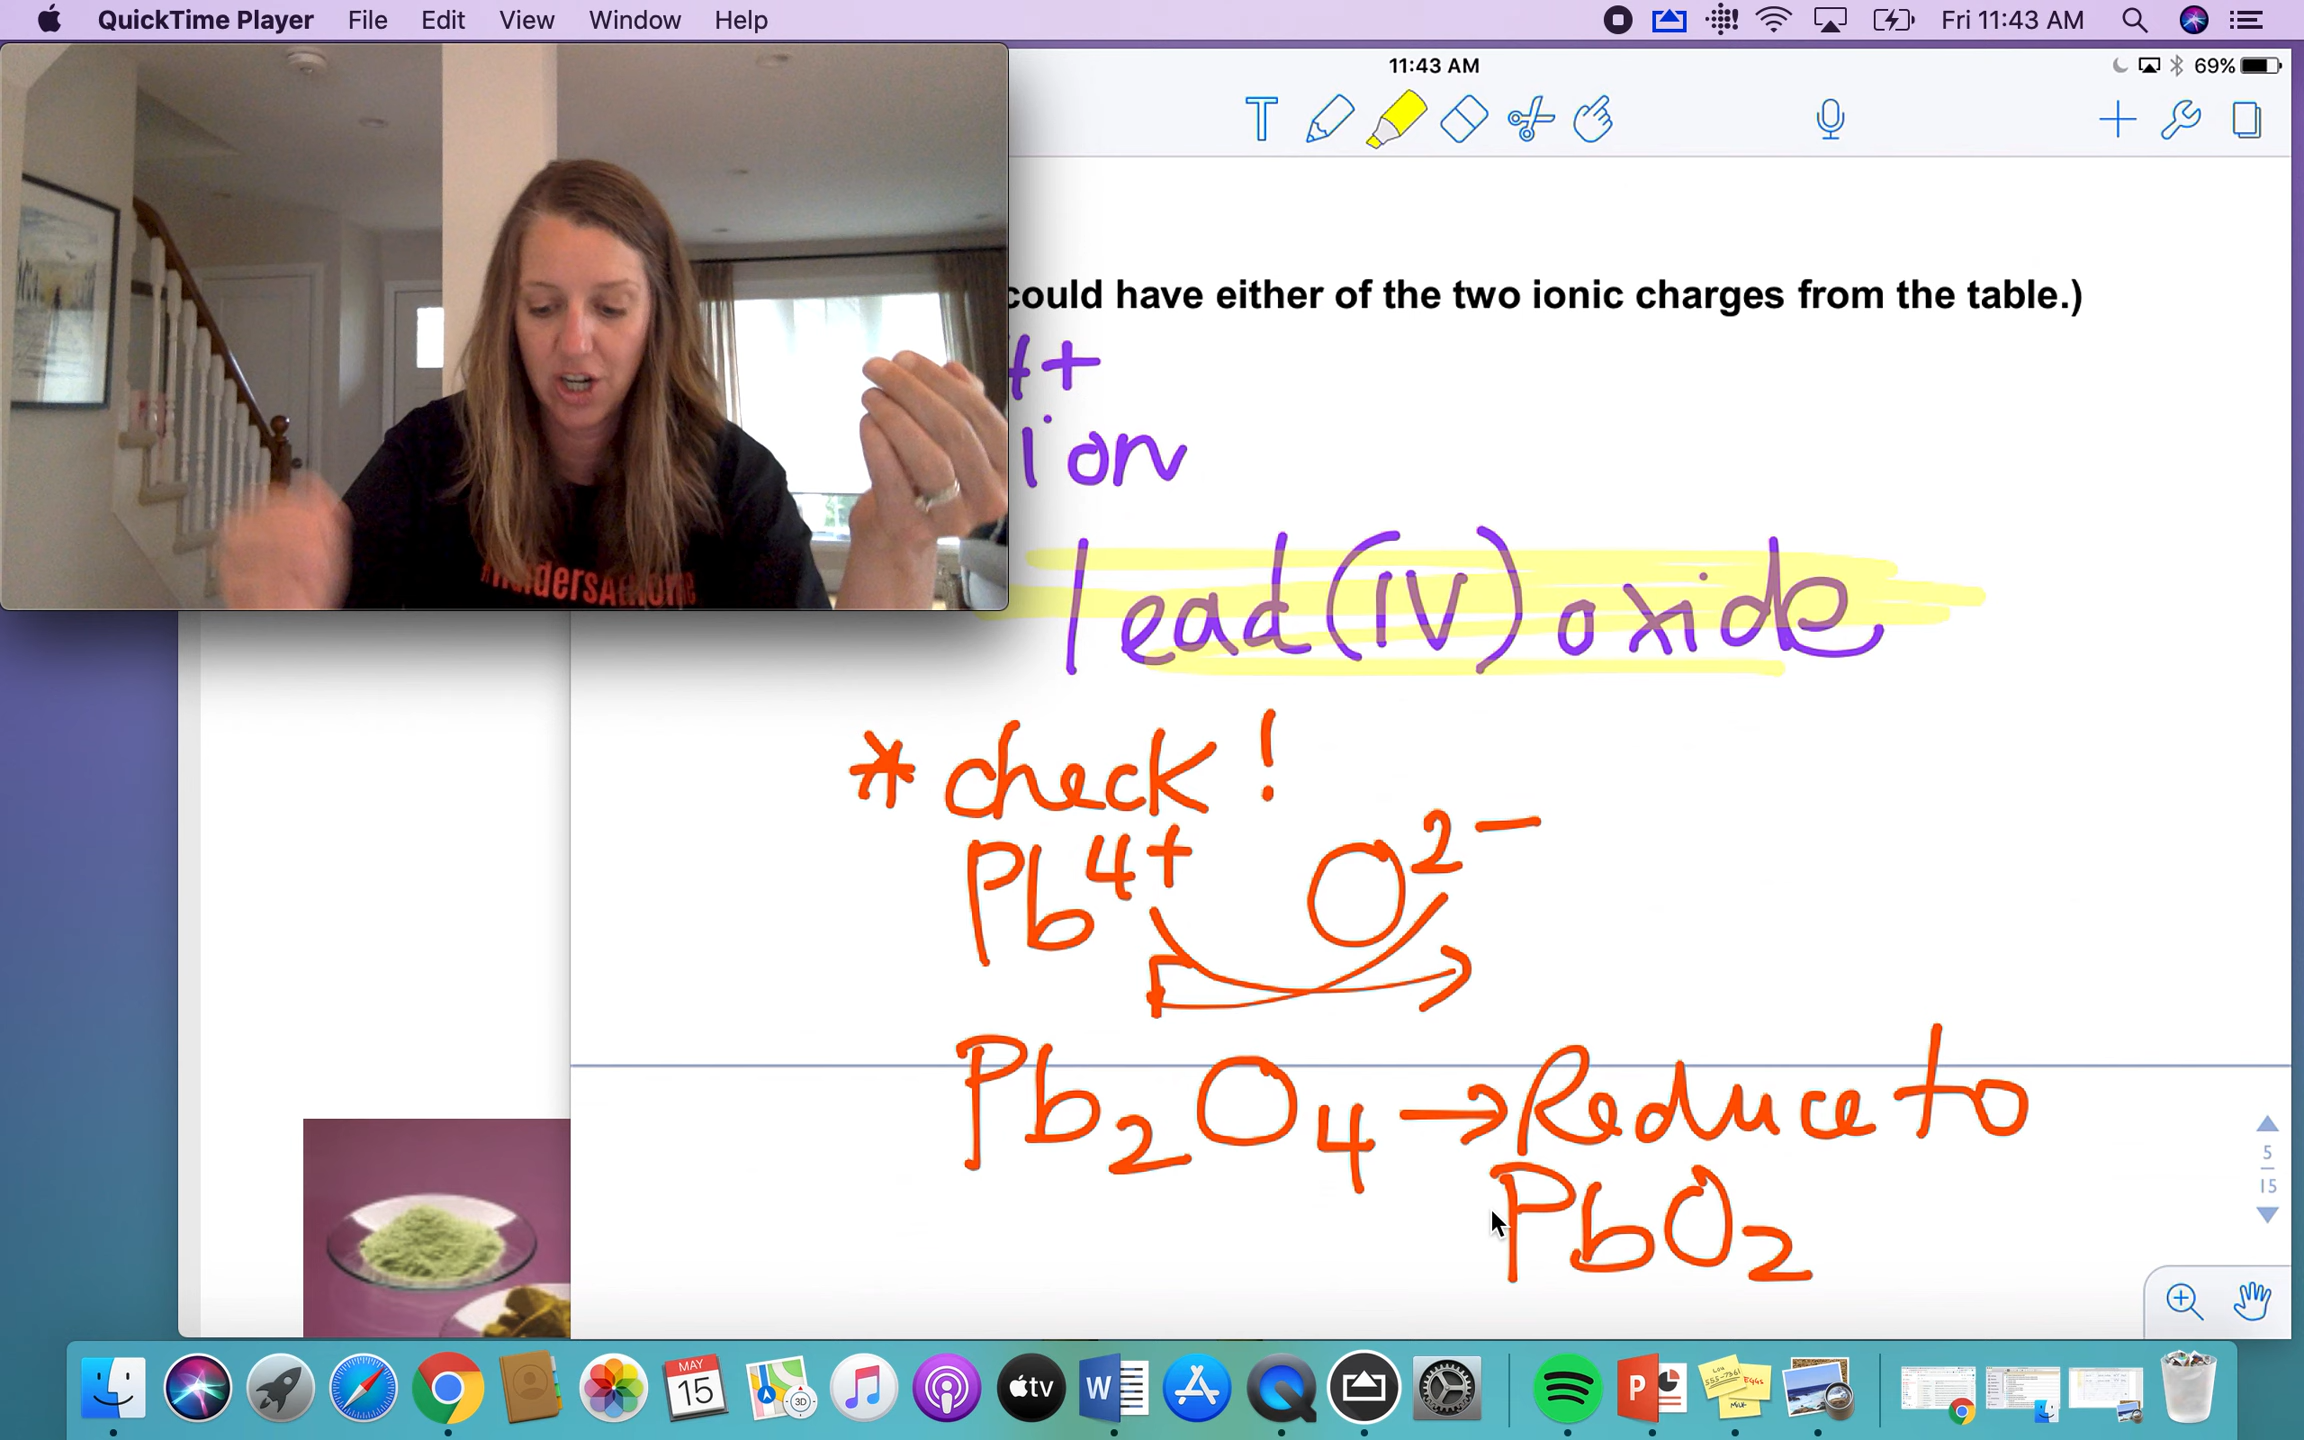 QuickTime Player File Edit View Window Help Fri 11:43 AM
11:43 AM 69%
T
could have either of the two ionic charges from the table.)
4+
ion
lead(IV) oxide
* check!
Pb4+ O2−
Pb2O4 → Reduce to
PbO2
5
15
MAY
15
3D
tv
W
P